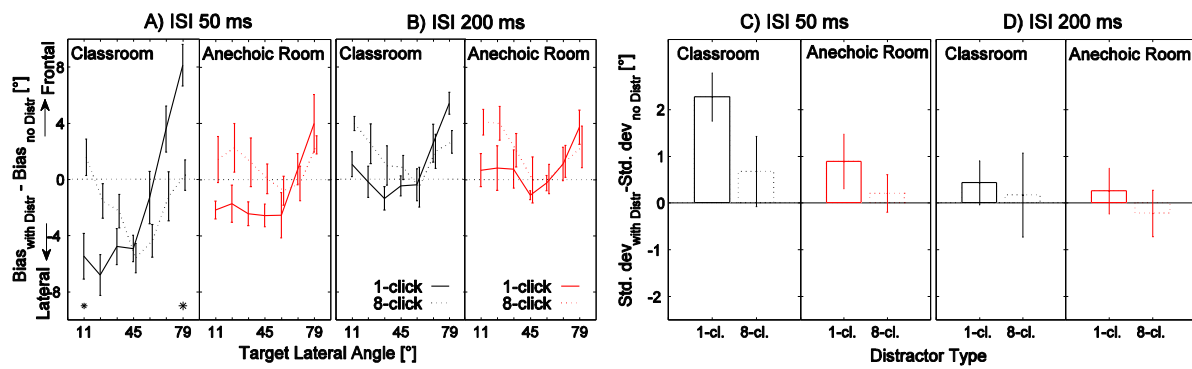 A) ISI 50 ms
B) ISI 200 ms
C) ISI 50 ms
D) ISI 200 ms
Classroom
Anechoic Room
Classroom
Anechoic Room
Classroom
Anechoic Room
Classroom
Anechoic Room
Lateral
Frontal
Bias with Distr - Bias no Distr [°]
8
4
0
-4
-8
*
*
1-click
8-click
1-click
8-click
11 45 79
11 45 79
11 45 79
11 45 79
Target Lateral Angle [°]
Std. dev with Distr -Std. dev no Distr [°]
2
1
0
-1
-2
1-cl. 8-cl.
1-cl. 8-cl.
1-cl. 8-cl.
1-cl. 8-cl.
Distractor Type